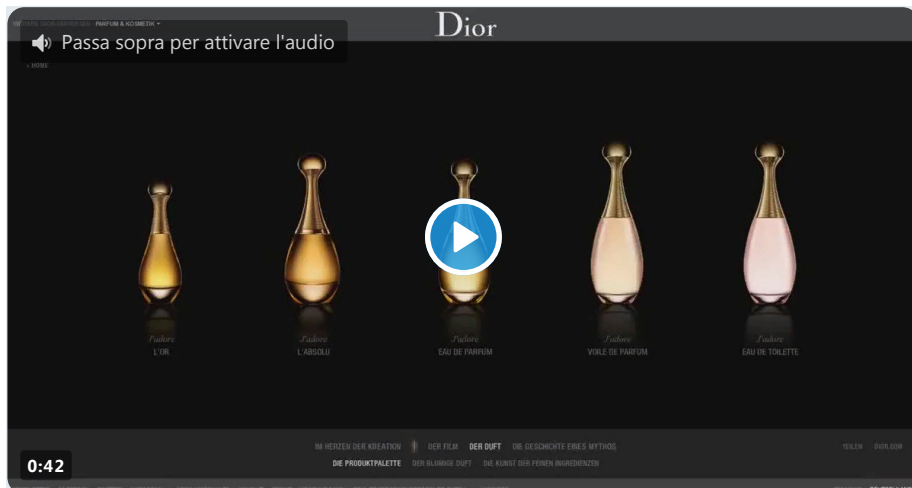 PARFUM & KOSMETIK
Dior
Passa sopra per attivare l'audio
HOME
J'adore J'adore J'adore J'adore J'adore
L'OR L'ABSOLU EAU DE PARFUM VOILE DE PARFUM EAU DE TOILETTE
IM HERZEN DER KREATION DER FILM DER DUFT DIE GESCHICHTE EINES MYTHOS TEILEN DIOR.COM
DIE PRODUKTPALETTE DER BLUMIGE DUFT DIE KUNST DER FEINEN INGREDIENZEN
0:42